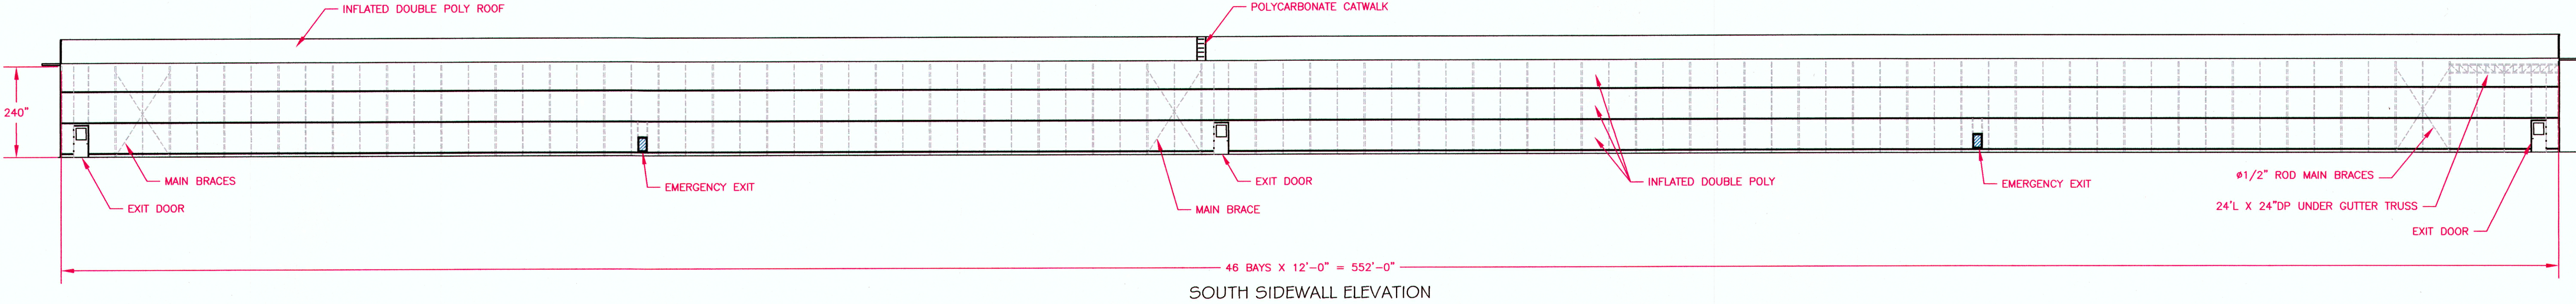 INFLATED DOUBLE POLY ROOF
POLYCARBONATE CATWALK
240"
MAIN BRACES
EXIT DOOR
EMERGENCY EXIT
EXIT DOOR
MAIN BRACE
INFLATED DOUBLE POLY
EMERGENCY EXIT
ø1/2" ROD MAIN BRACES
24'L X 24"DP UNDER GUTTER TRUSS
EXIT DOOR
46 BAYS X 12'-0" = 552'-0"
SOUTH SIDEWALL ELEVATION